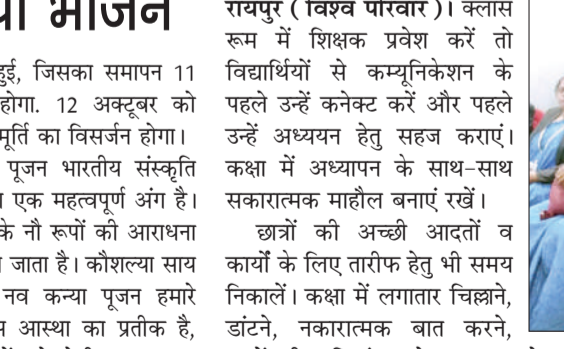 भोजन
हुई, जिसका समापन 11
होगा. 12 अक्टूबर को
मूर्ति का विसर्जन होगा।
पूजन भारतीय संस्कृति
एक महत्वपूर्ण अंग है।
के नौ रूपों की आराधना
जाता है। कौशल्या साय
नव कन्या पूजन हमारे
आस्था का प्रतीक है,
रायपुर ( विश्व परिवार )। क्लास
रूम में शिक्षक प्रवेश करें तो
विद्यार्थियों से कम्यूनिकेशन के
पहले उन्हें कनेक्ट करें और पहले
उन्हें अध्ययन हेतु सहज कराएं।
कक्षा में अध्यापन के साथ-साथ
सकारात्मक माहौल बनाएं रखें।
छात्रों की अच्छी आदतों व
कार्यों के लिए तारीफ हेतु भी समय
निकालें। कक्षा में लगातार चिल्लाने,
डांटने, नकारात्मक बात करने,